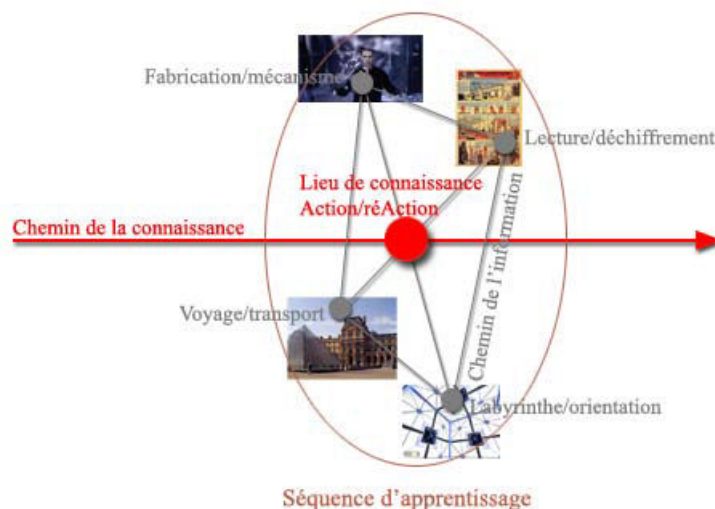 Fabrication/mécanisme
Lecture/déchiffrement
Lieu de connaissance
Action/réAction
Chemin de la connaissance
Chemin de l'information
Voyage/transport
Labyrinthe/orientation
Séquence d'apprentissage